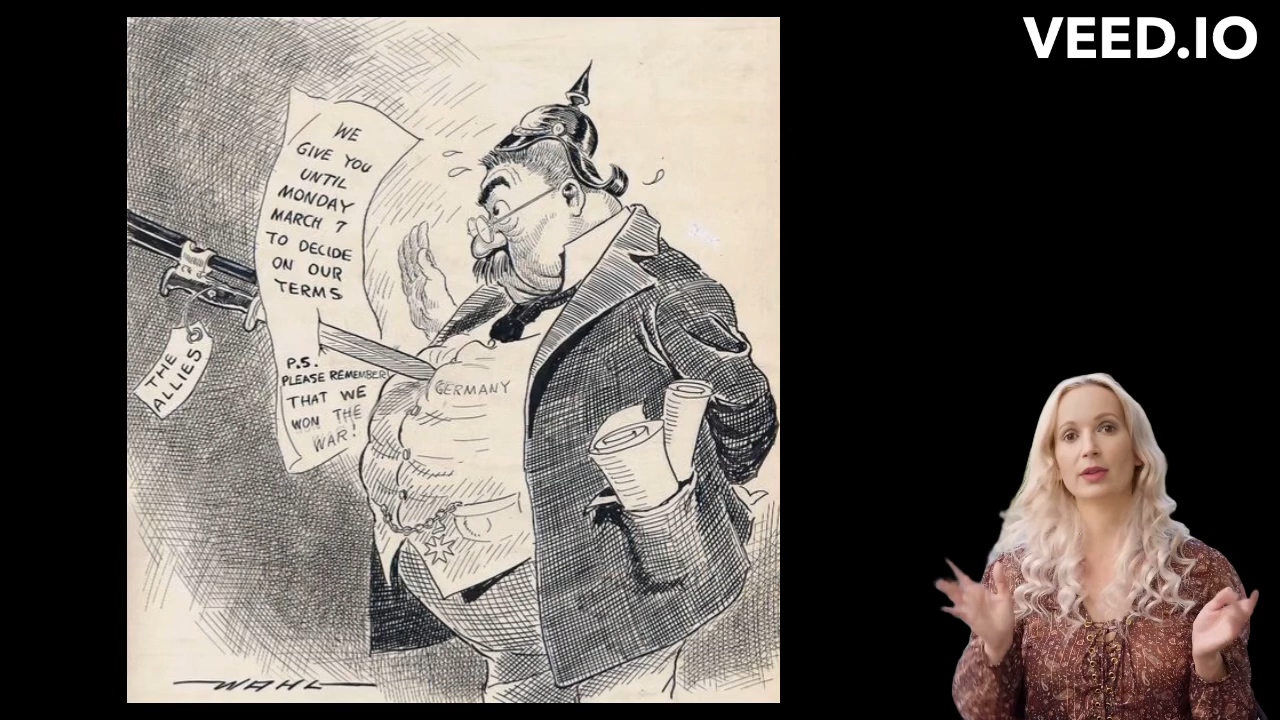 VEED.IO
WE
GIVE YOU
UNTIL
MONDAY
MARCH 7
TO DECIDE
ON OUR
TERMS
P.S.
PLEASE REMEMBER
THAT WE
WON THE
WAR!
THE
ALLIES
GERMANY
WAHL